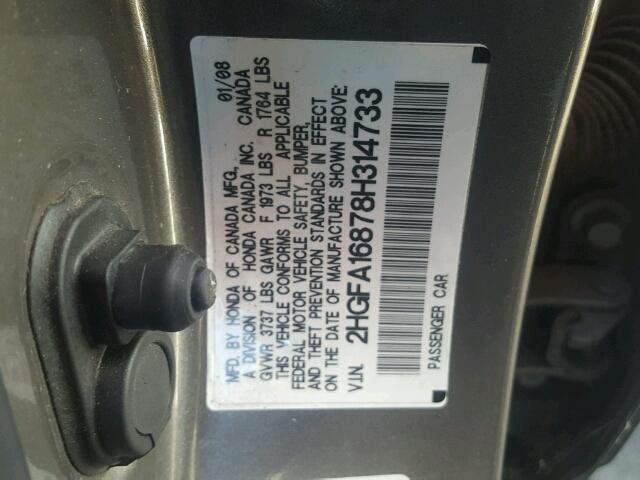 MFD. BY HONDA OF CANADA MFG. 01/08
A DIVISION OF HONDA CANADA INC. CANADA
GVWR 3737 LBS GAWR F 1973 LBS R 1764 LBS
THIS VEHICLE CONFORMS TO ALL APPLICABLE
FEDERAL MOTOR VEHICLE SAFETY, BUMPER,
AND THEFT PREVENTION STANDARDS IN EFFECT
ON THE DATE OF MANUFACTURE SHOWN ABOVE:
V.I.N. 2HGFA16878H314733
PASSENGER CAR